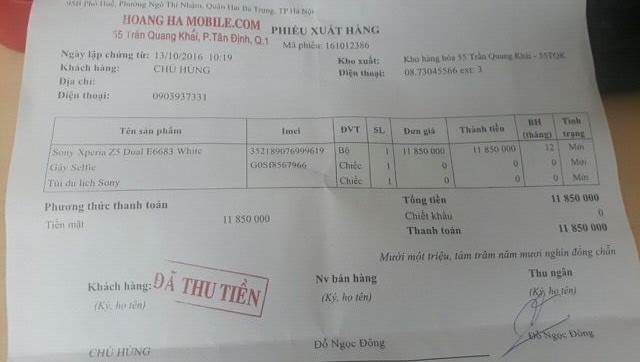 95B Phố Huế, Phường Ngô Thì Nhậm, Quận Hai Bà Trưng, TP Hà Nội
HOANG HA MOBILE.COM
55 Trần Quang Khải, P.Tân Định, Q.1
PHIẾU XUẤT HÀNG
Mã phiếu: 161012386
Ngày lập chứng từ: 13/10/2016 10:19
Kho xuất: Kho hàng hóa 55 Trần Quang Khải - 55TQK
Khách hàng: CHÚ HÙNG
Điện thoại: 08.73045566 ext: 3
Địa chỉ:
Điện thoại: 0903937331
Tên sản phẩm Imei ĐVT SL Đơn giá Thành tiền BH (tháng) Tình trạng
Sony Xperia Z5 Dual E6683 White 352189076999619 Bộ 1 11 850 000 11 850 000 12 Mới
Gậy Selfie G0Sf8567966 Chiếc 1 0 0 0 Mới
Túi du lịch Sony Chiếc 1 0 0 0 Mới
Phương thức thanh toán
Tổng tiền 11 850 000
Tiền mặt 11 850 000
Chiết khấu 0
Thanh toán 11 850 000
Mười một triệu, tám trăm năm mươi nghìn đồng chẵn
Khách hàng: ĐÃ THU TIỀN Nv bán hàng Thu ngân
(Ký, họ tên) (Ký, họ tên) (Ký, họ tên)
CHÚ HÙNG Đỗ Ngọc Đông Đỗ Ngọc Đông